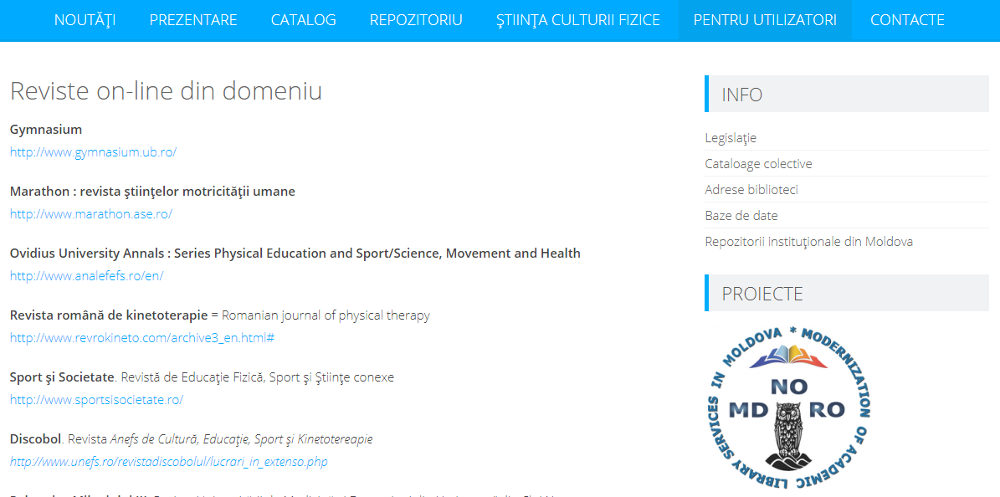 NOUTĂŢI PREZENTARE CATALOG REPOZITORIU ŞTIINŢA CULTURII FIZICE PENTRU UTILIZATORI CONTACTE
Reviste on-line din domeniu
Gymnasium
http://www.gymnasium.ub.ro/
Marathon : revista ştiinţelor motricităţii umane
http://www.marathon.ase.ro/
Ovidius University Annals : Series Physical Education and Sport/Science, Movement and Health
http://www.analefefs.ro/en/
Revista română de kinetoterapie = Romanian journal of physical therapy
http://www.revrokineto.com/archive3_en.html#
Sport şi Societate. Revistă de Educaţie Fizică, Sport şi Ştiinţe conexe
http://www.sportsisocietate.ro/
Discobol. Revista Anefs de Cultură, Educaţie, Sport şi Kinetotereapie
http://www.unefs.ro/revistadiscobolul/lucrari_in_extenso.php
INFO
Legislaţie
Cataloage colective
Adrese biblioteci
Baze de date
Repozitorii instituţionale din Moldova
PROIECTE
MODERNIZATION OF ACADEMIC LIBRARY SERVICES IN MOLDOVA *
NO
MD RO